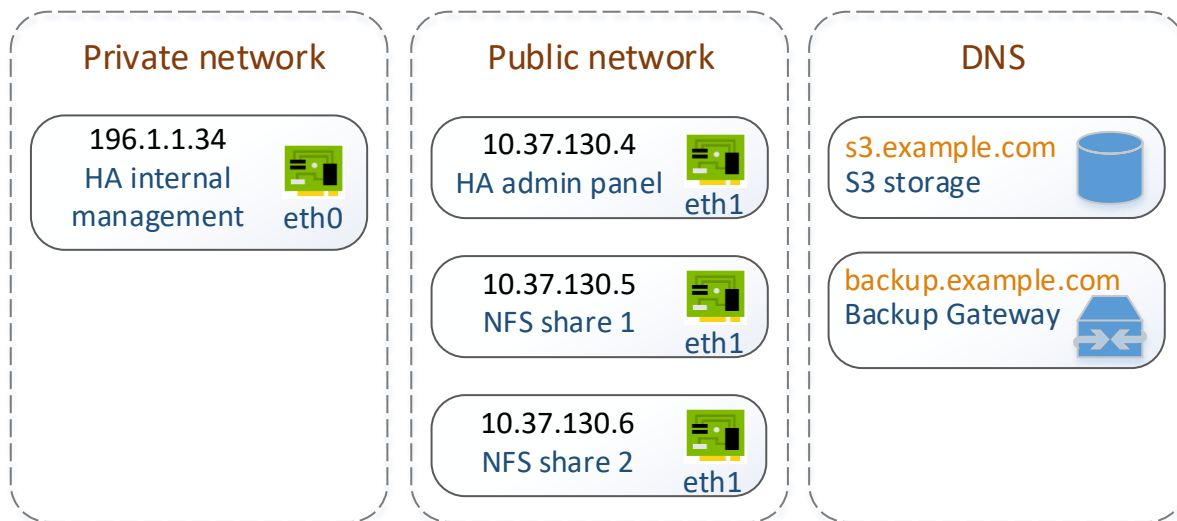 Private network
196.1.1.34
HA internal
management
eth0
Public network
10.37.130.4
HA admin panel
eth1
10.37.130.5
NFS share 1
eth1
10.37.130.6
NFS share 2
eth1
DNS
s3.example.com
S3 storage
backup.example.com
Backup Gateway